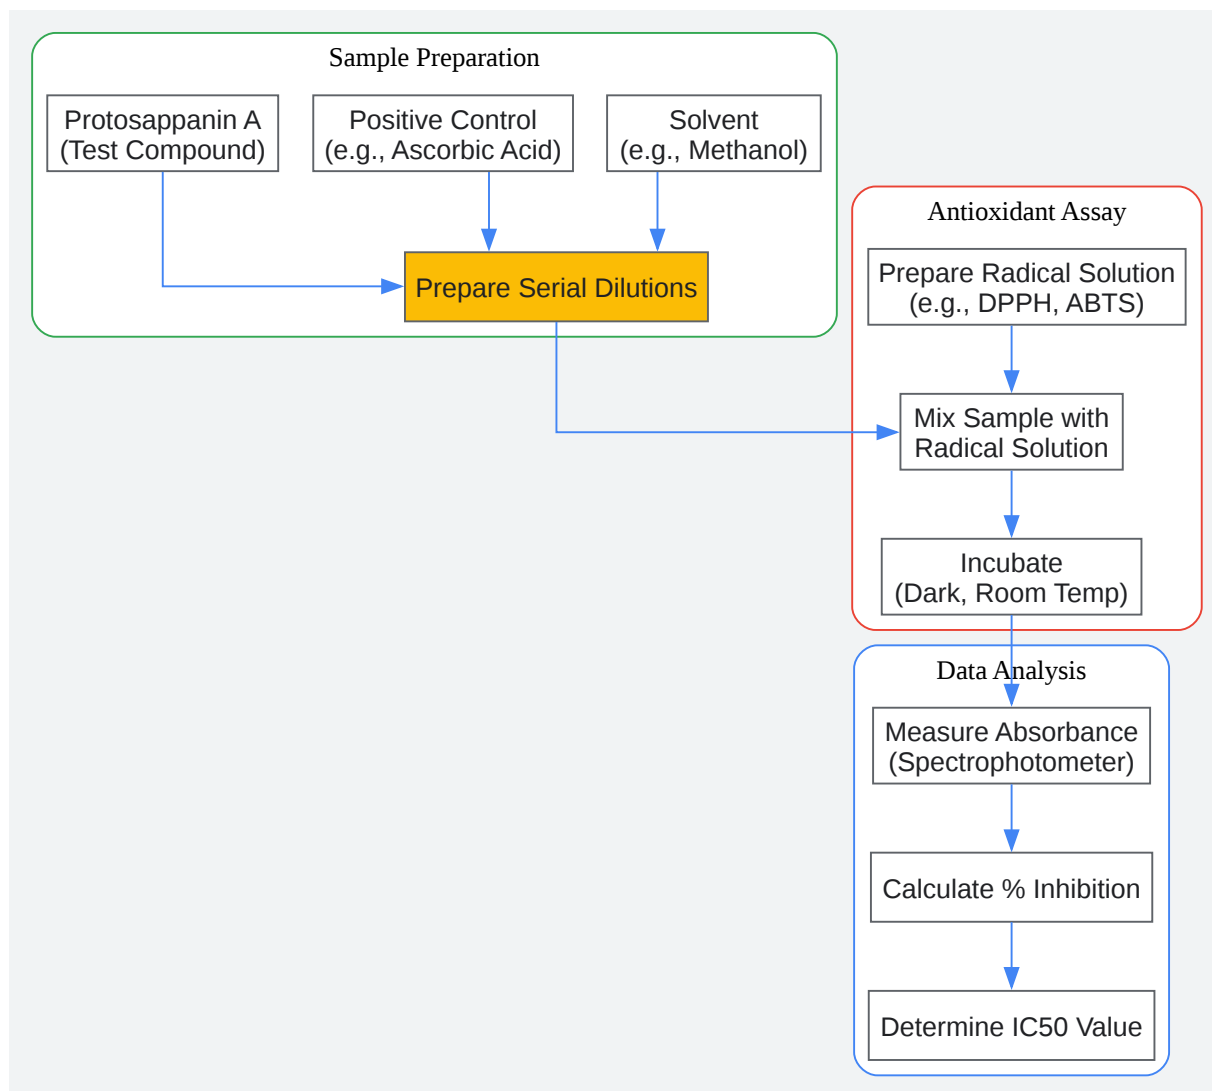 Sample Preparation
Protosappanin A
(Test Compound)
Positive Control
(e.g., Ascorbic Acid)
Solvent
(e.g., Methanol)
Prepare Serial Dilutions
Antioxidant Assay
Prepare Radical Solution
(e.g., DPPH, ABTS)
Mix Sample with
Radical Solution
Incubate
(Dark, Room Temp)
Data Analysis
Measure Absorbance
(Spectrophotometer)
Calculate % Inhibition
Determine IC50 Value